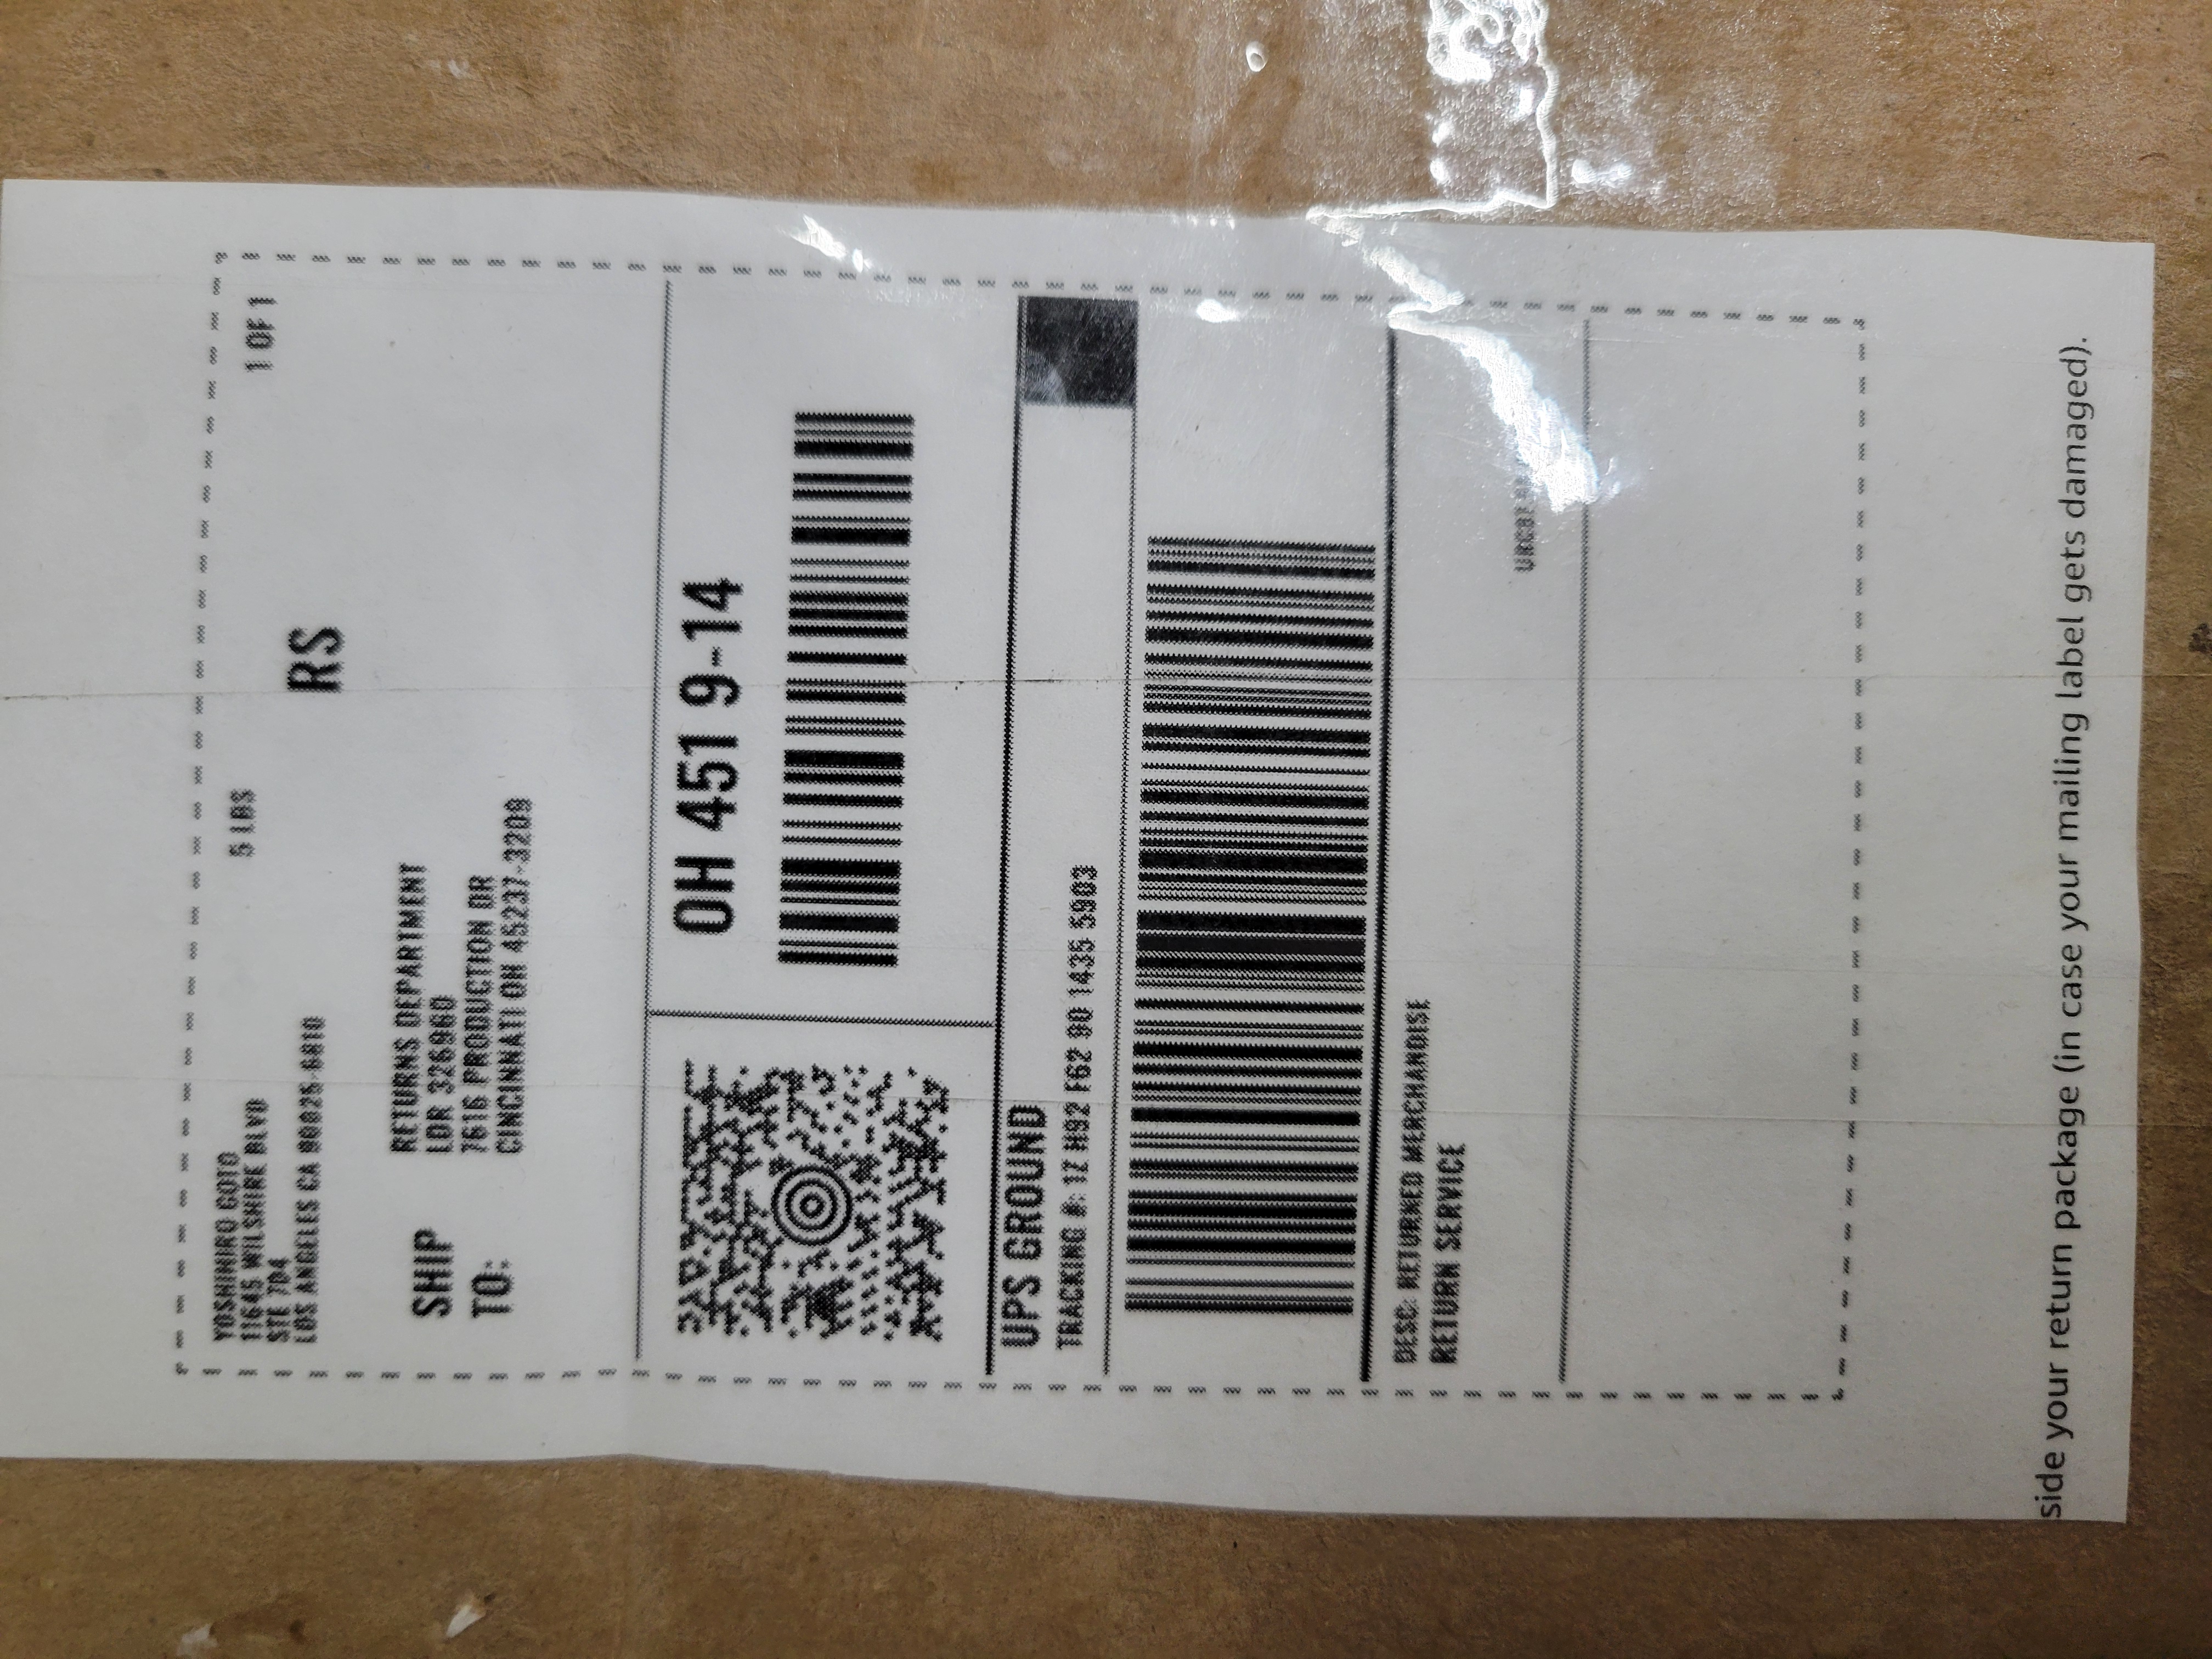 YOSHIHIRO GOTO
11645 WILSHIRE BLVD
STE 704
LOS ANGELES CA
5 LBS
1 OF 1
RS
SHIP TO:
RETURNS DEPARTMENT
LDR
7616 PRODUCTION DR
CINCINNATI OH 45237-3209
OH 451 9-14
UPS GROUND
TRACKING #: 1Z H92 F62 90 1435 5903
DESC: RETURNED MERCHANDISE
RETURN SERVICE
side your return package (in case your mailing label gets damaged).